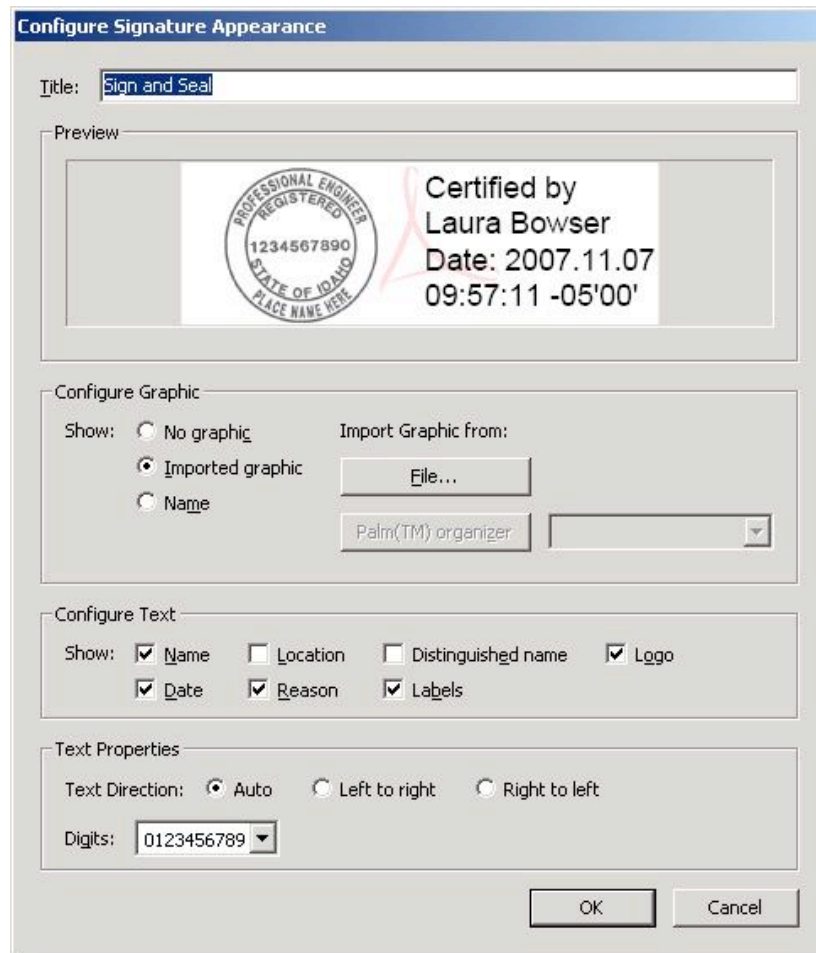 Configure Signature Appearance
Title: Sign and Seal
Preview
PROFESSIONAL ENGINEER
REGISTERED
1234567890
STATE OF IDAHO
PLACE NAME HERE
Certified by
Laura Bowser
Date: 2007.11.07
09:57:11 -05'00'
Configure Graphic
Show: No graphic Import Graphic from:
Imported graphic File...
Name
Palm(TM) organizer
Configure Text
Show: Name Location Distinguished name Logo
Date Reason Labels
Text Properties
Text Direction: Auto Left to right Right to left
Digits: 0123456789
OK Cancel